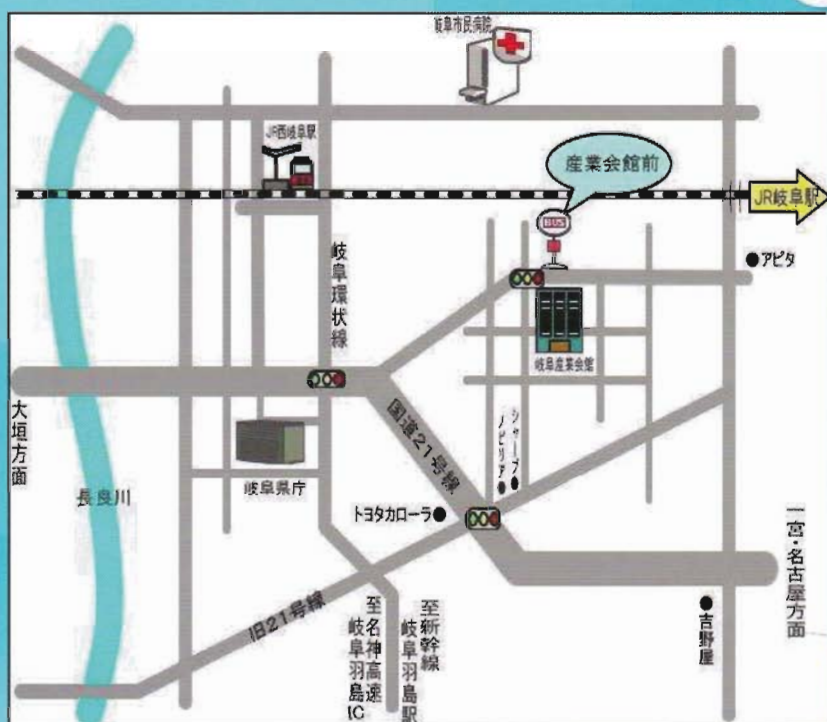 岐阜市民病院
JR西岐阜駅
産業会館前
JR岐阜駅
BUS
アピタ
岐阜環状線
岐阜産業会館
大垣方面
国道21号線
シャープ
ノビリア
岐阜県庁
長良川
トヨタカローラ
一宮・名古屋方面
旧21号線
吉野屋
至新幹線
岐阜羽島駅
至名神高速
岐阜羽島IC